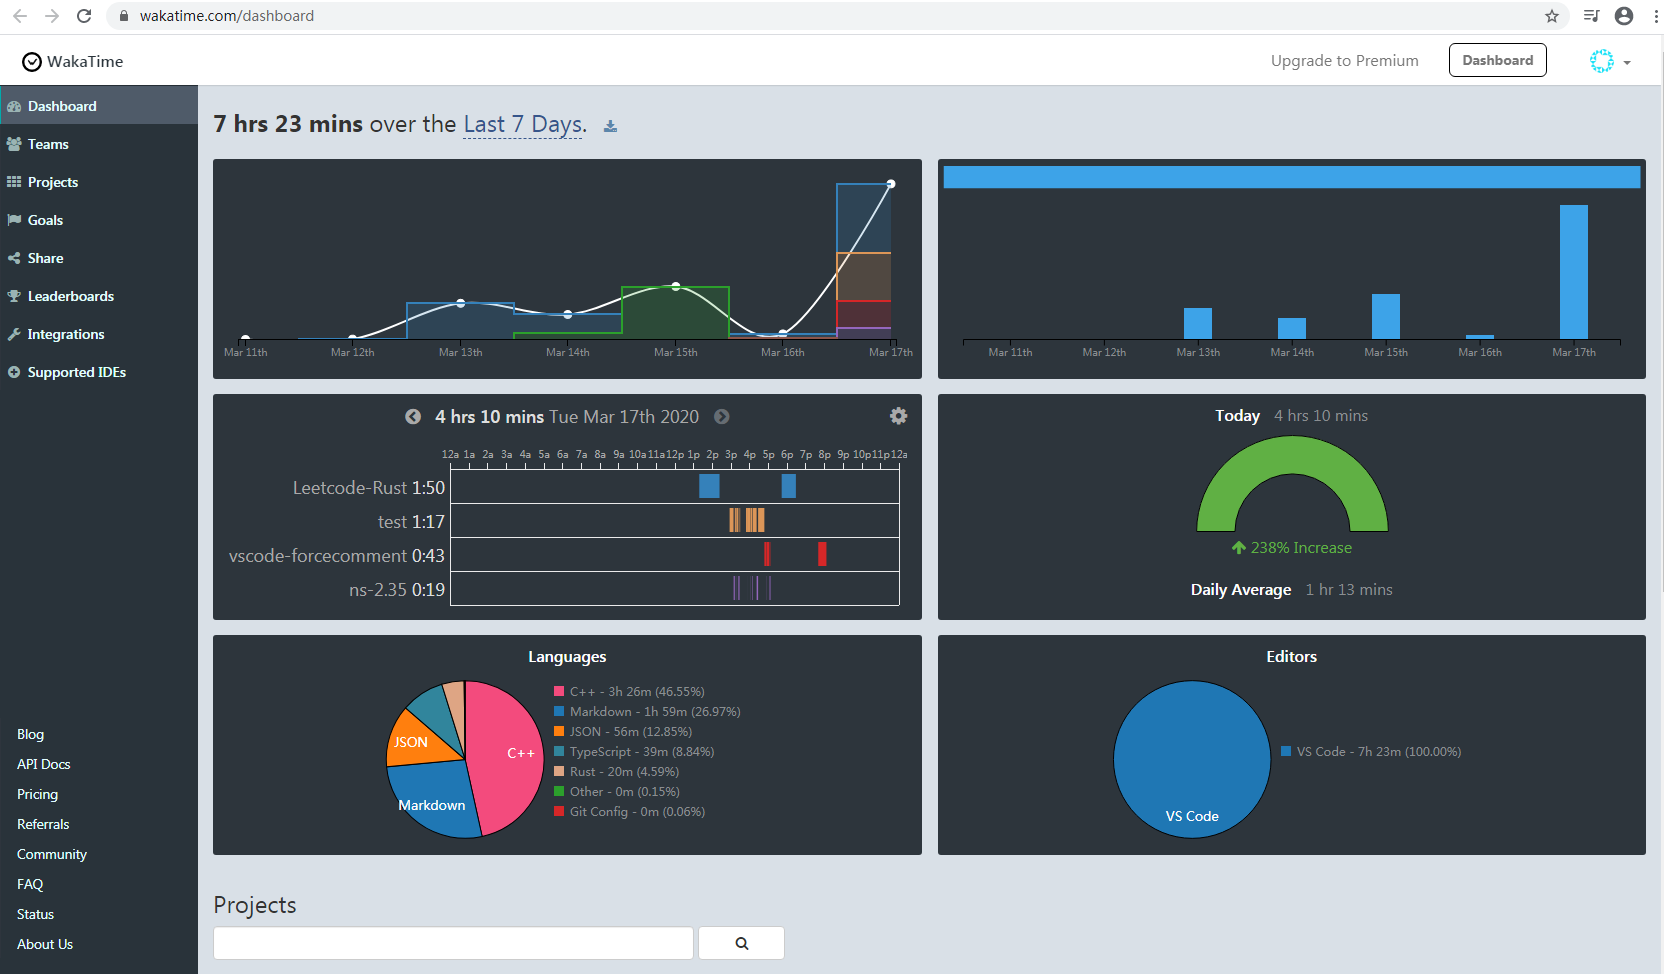 wakatime.com/dashboard
WakaTime
Upgrade to Premium
Dashboard
Dashboard
Teams
Projects
Goals
Share
Leaderboards
Integrations
Supported IDEs
Blog
API Docs
Pricing
Referrals
Community
FAQ
Status
About Us
7 hrs 23 mins over the Last 7 Days.
Mar 11th Mar 12th Mar 13th Mar 14th Mar 15th Mar 16th Mar 17th
Mar 11th Mar 12th Mar 13th Mar 14th Mar 15th Mar 16th Mar 17th
4 hrs 10 mins Tue Mar 17th 2020
12a 1a 2a 3a 4a 5a 6a 7a 8a 9a 10a 11a 12p 1p 2p 3p 4p 5p 6p 7p 8p 9p 10p 11p 12a
Leetcode-Rust 1:50
test 1:17
vscode-forcecomment 0:43
ns-2.35 0:19
Today 4 hrs 10 mins
238% Increase
Daily Average 1 hr 13 mins
Languages
JSON
C++
Markdown
C++ - 3h 26m (46.55%)
Markdown - 1h 59m (26.97%)
JSON - 56m (12.85%)
TypeScript - 39m (8.84%)
Rust - 20m (4.59%)
Other - 0m (0.15%)
Git Config - 0m (0.06%)
Editors
VS Code
VS Code - 7h 23m (100.00%)
Projects